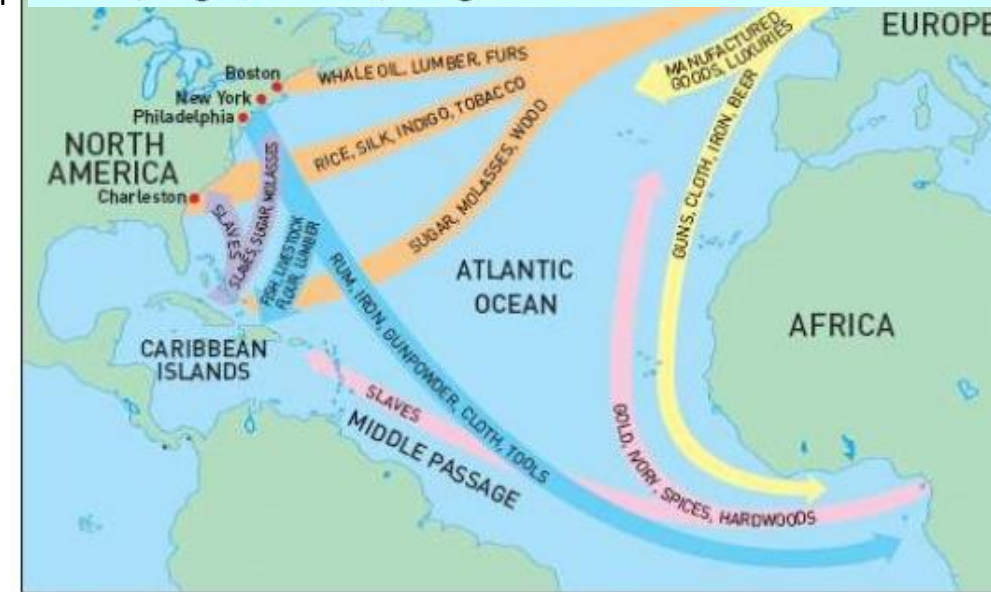 EUROPE
MANUFACTURED
GOODS, LUXURIES
WHALE OIL, LUMBER, FURS
Boston
New York
Philadelphia
RICE, SILK, INDIGO, TOBACCO
SUGAR, MOLASSES, WOOD
GUNS, CLOTH, IRON, BEER
NORTH
AMERICA
Charleston
SLAVES
SLAVES, SUGAR, MOLASSES
FISH, LIVESTOCK
FLOUR, LUMBER
RUM, IRON, GUNPOWDER, CLOTH, TOOLS
ATLANTIC
OCEAN
AFRICA
CARIBBEAN
ISLANDS
SLAVES
MIDDLE PASSAGE
GOLD, IVORY, SPICES, HARDWOODS